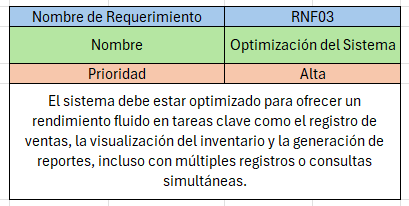 Nombre de Requerimiento RNF03
Nombre Optimización del Sistema
Prioridad Alta
El sistema debe estar optimizado para ofrecer un
rendimiento fluido en tareas clave como el registro de
ventas, la visualización del inventario y la generación de
reportes, incluso con múltiples registros o consultas
simultáneas.